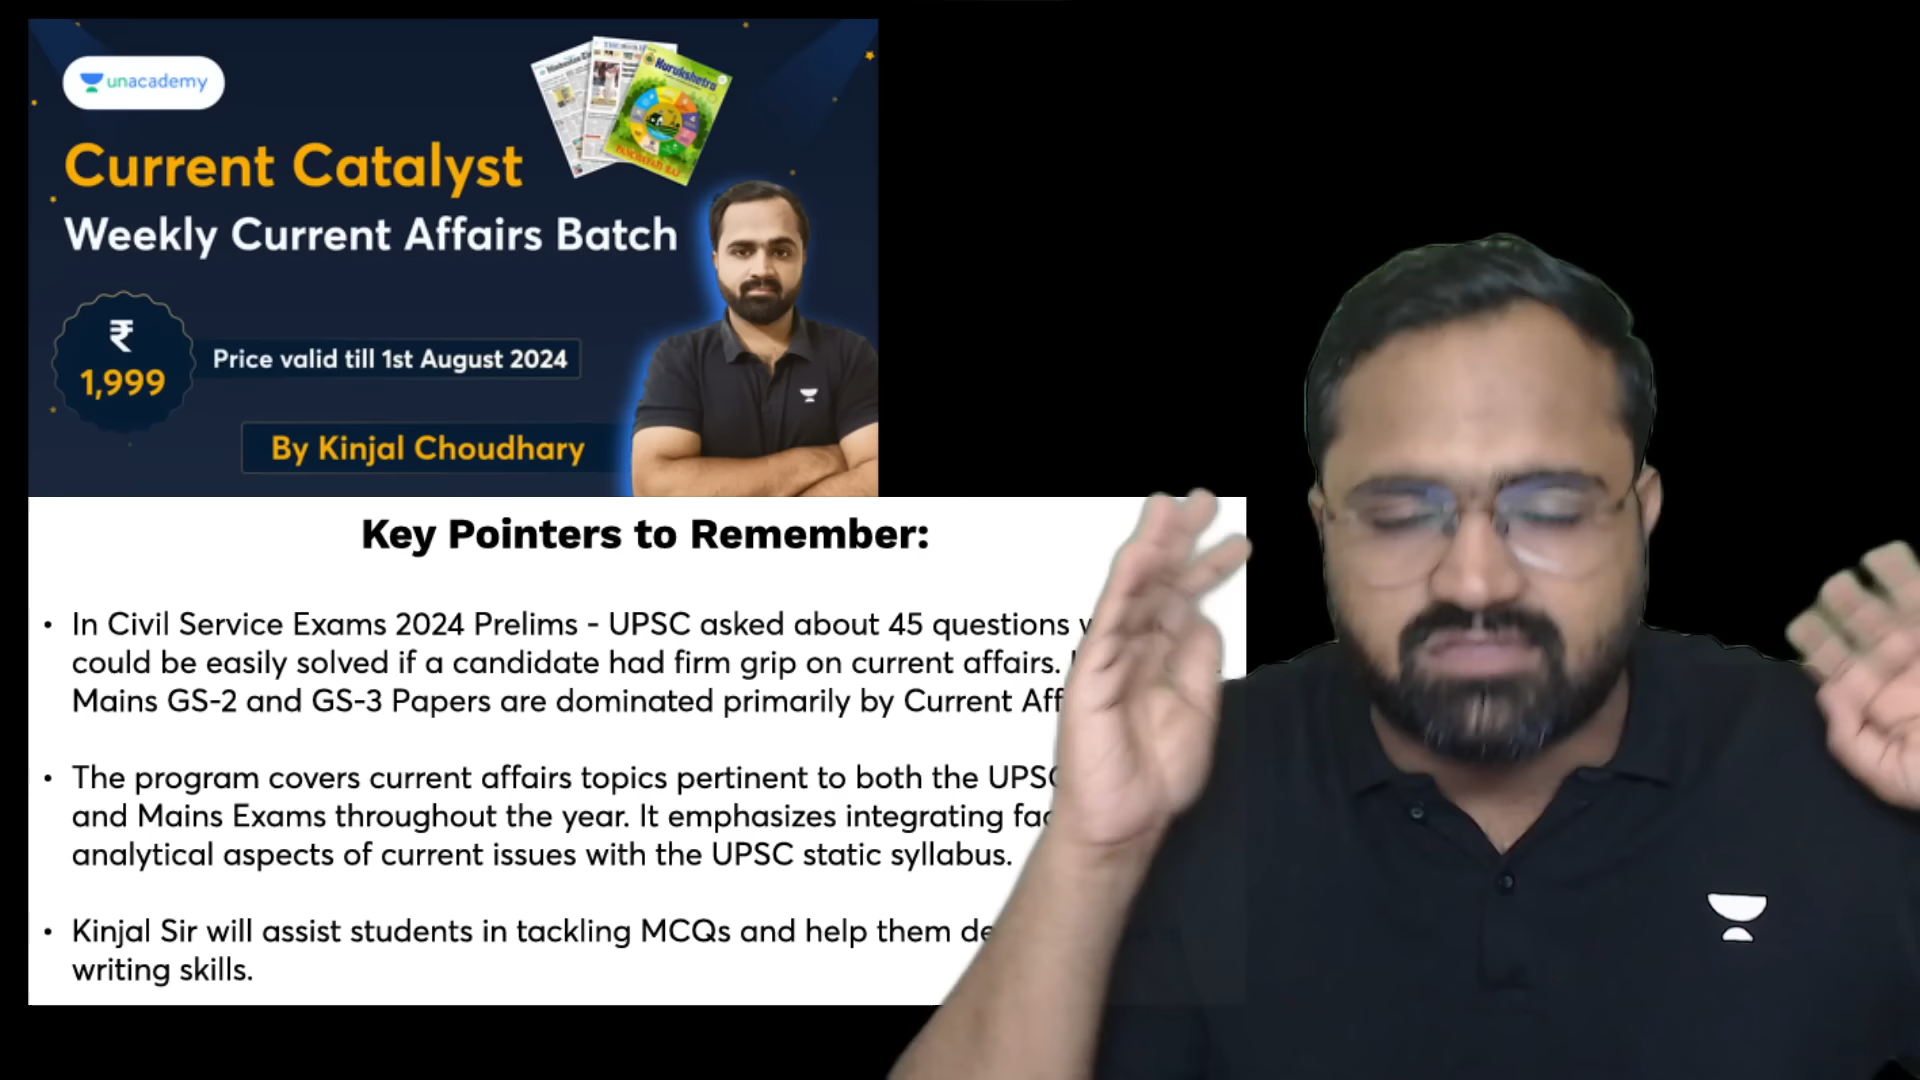 unacademy
Kurukshetra
PANCHAYATI RAJ
Current Catalyst
Weekly Current Affairs Batch
₹
1,999
Price valid till 1st August 2024
By Kinjal Choudhary
Key Pointers to Remember:
• In Civil Service Exams 2024 Prelims - UPSC asked about 45 questions
could be easily solved if a candidate had firm grip on current affairs.
Mains GS-2 and GS-3 Papers are dominated primarily by Current
• The program covers current affairs topics pertinent to both the UPSC
and Mains Exams throughout the year. It emphasizes integrating
analytical aspects of current issues with the UPSC static syllabus.
• Kinjal Sir will assist students in tackling MCQs and help them
writing skills.